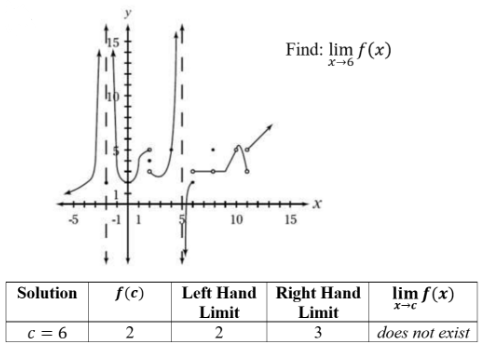 y
Find: lim f(x)
x→6
15
10
5
1
-5 -1 1 5 10 15 x
Solution f(c) Left Hand Limit Right Hand Limit lim f(x) x→c
c = 6 2 2 3 does not exist